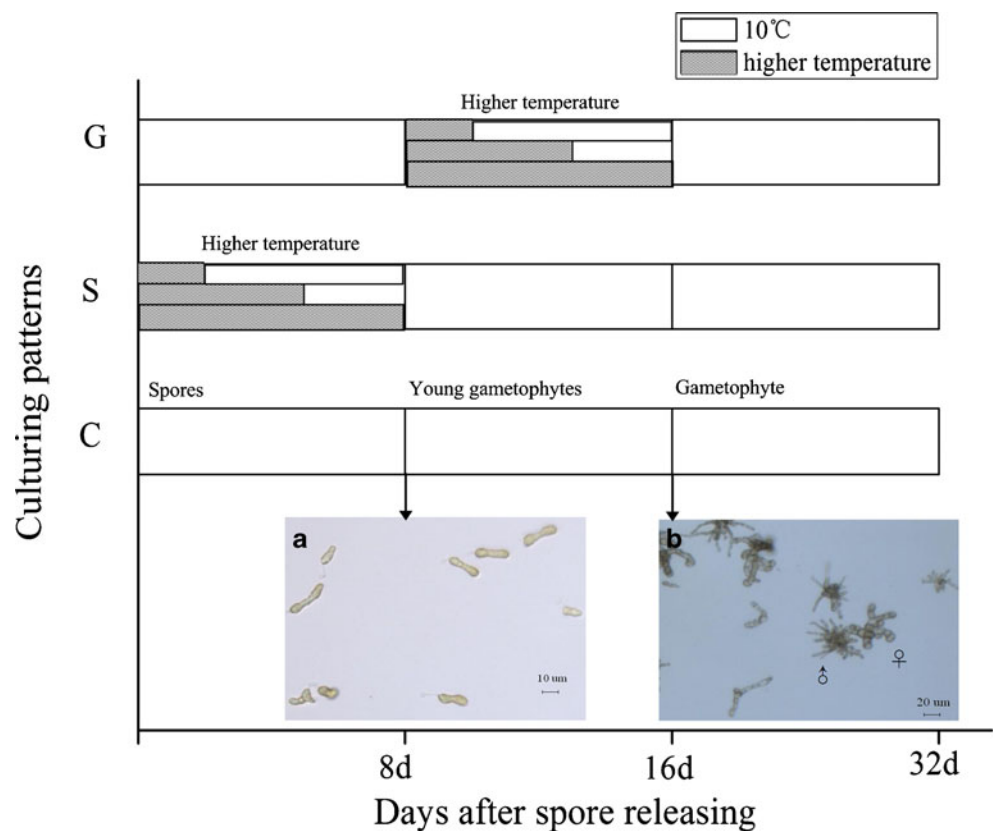 10℃
higher temperature
Higher temperature
G
Higher temperature
S
Spores Young gametophytes Gametophyte
C
Culturing patterns
a
b
♂
♀
10 um
20 um
8d 16d 32d
Days after spore releasing